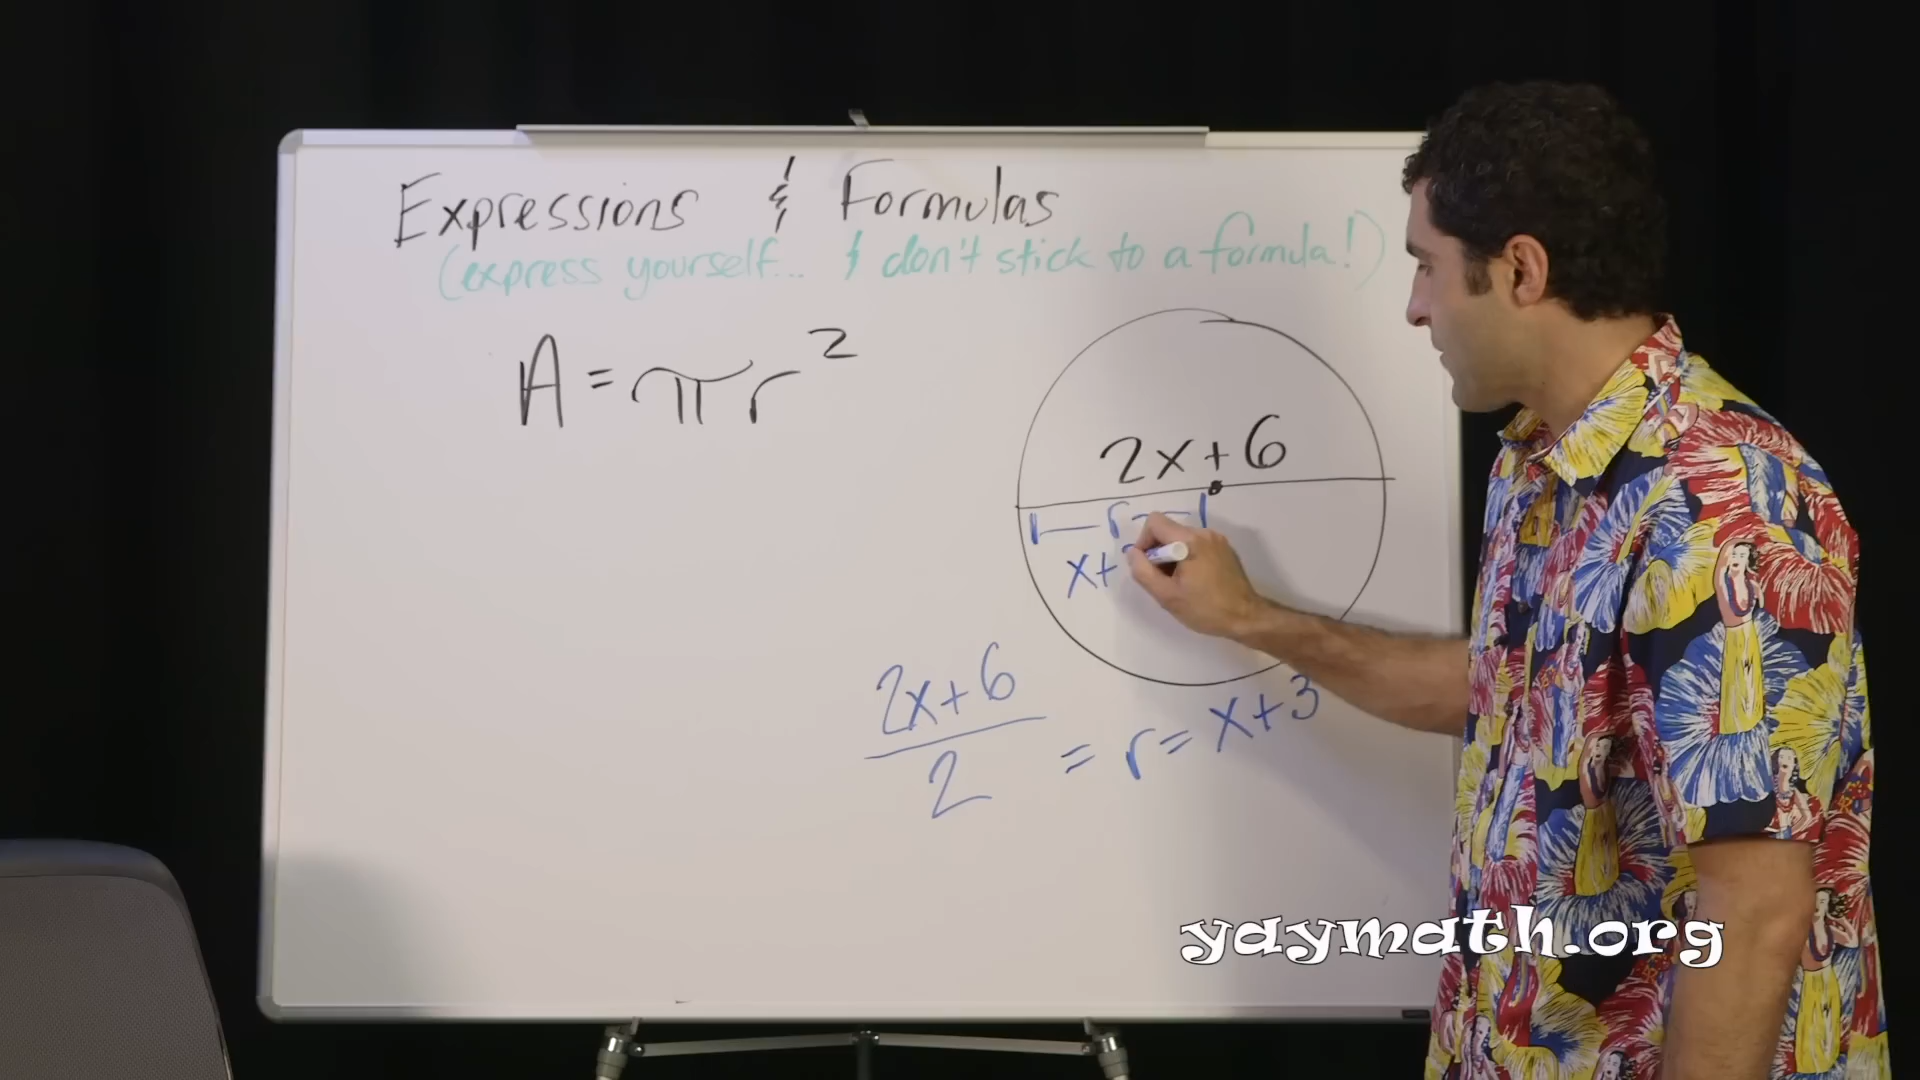 Expressions & Formulas
(express yourself... & don't stick to a formula!)
A = πr²
2x+6
r
x+
2x+6
2
= r = x+3
yaymath.org